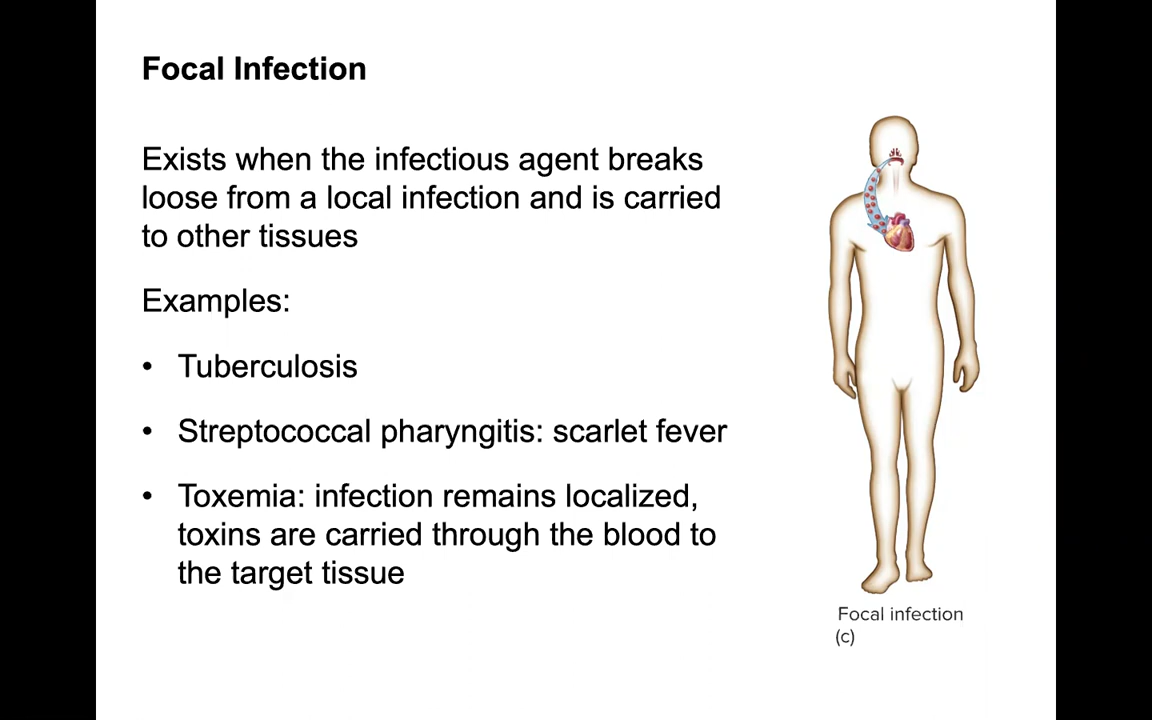 Focal Infection
Exists when the infectious agent breaks
loose from a local infection and is carried
to other tissues
Examples:
• Tuberculosis
• Streptococcal pharyngitis: scarlet fever
• Toxemia: infection remains localized,
toxins are carried through the blood to
the target tissue
Focal infection
(c)